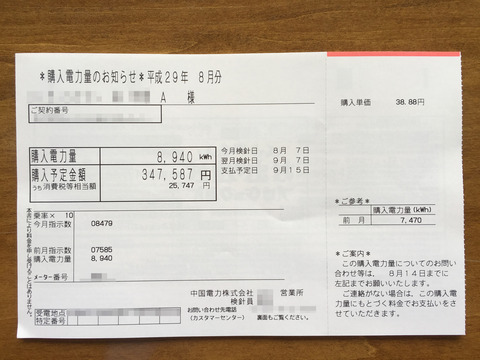 ＊購入電力量のお知らせ＊平成２９年　８月分
A　様
ご契約番号
購入電力量　8,940　kWh
購入予定金額　347,587　円
うち消費税等相当額　25,747　円
今月検針日　８月　７日
翌月検針日　９月　７日
支払予定日　９月１５日
乗率×　10
今月指示数　08479
前月指示数　07585
購入電力量　8,940
メーター番号
中国電力株式会社　営業所
検針員
お問い合わせ先電話
（カスタマーセンター）　裏面もご覧ください。
受電地点
特定番号
購入単価　38.88円
＊ご参考＊
購入電力量(kWh)
前　月　7,470
＊ご案内＊
この購入電力量についてのお問い
合わせ等は、　８月１４日までに
左記までお願いいたします。
ご連絡がない場合は、この購入電
力量にもとづく料金でお支払いを
させていただきます。